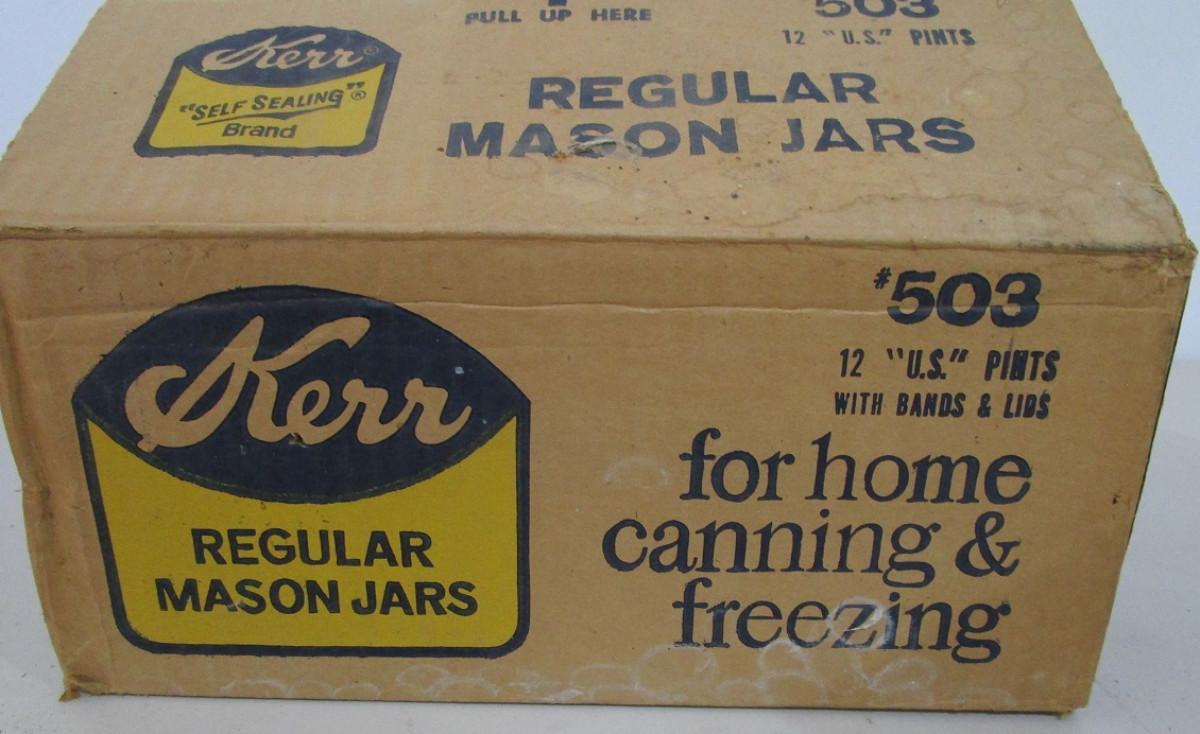 PULL UP HERE
503
12 "U.S." PINTS
Kerr®
"SELF SEALING"®
Brand
REGULAR
MASON JARS
Kerr
REGULAR
MASON JARS
#503
12 "U.S." PINTS
WITH BANDS & LIDS
for home
canning &
freezing